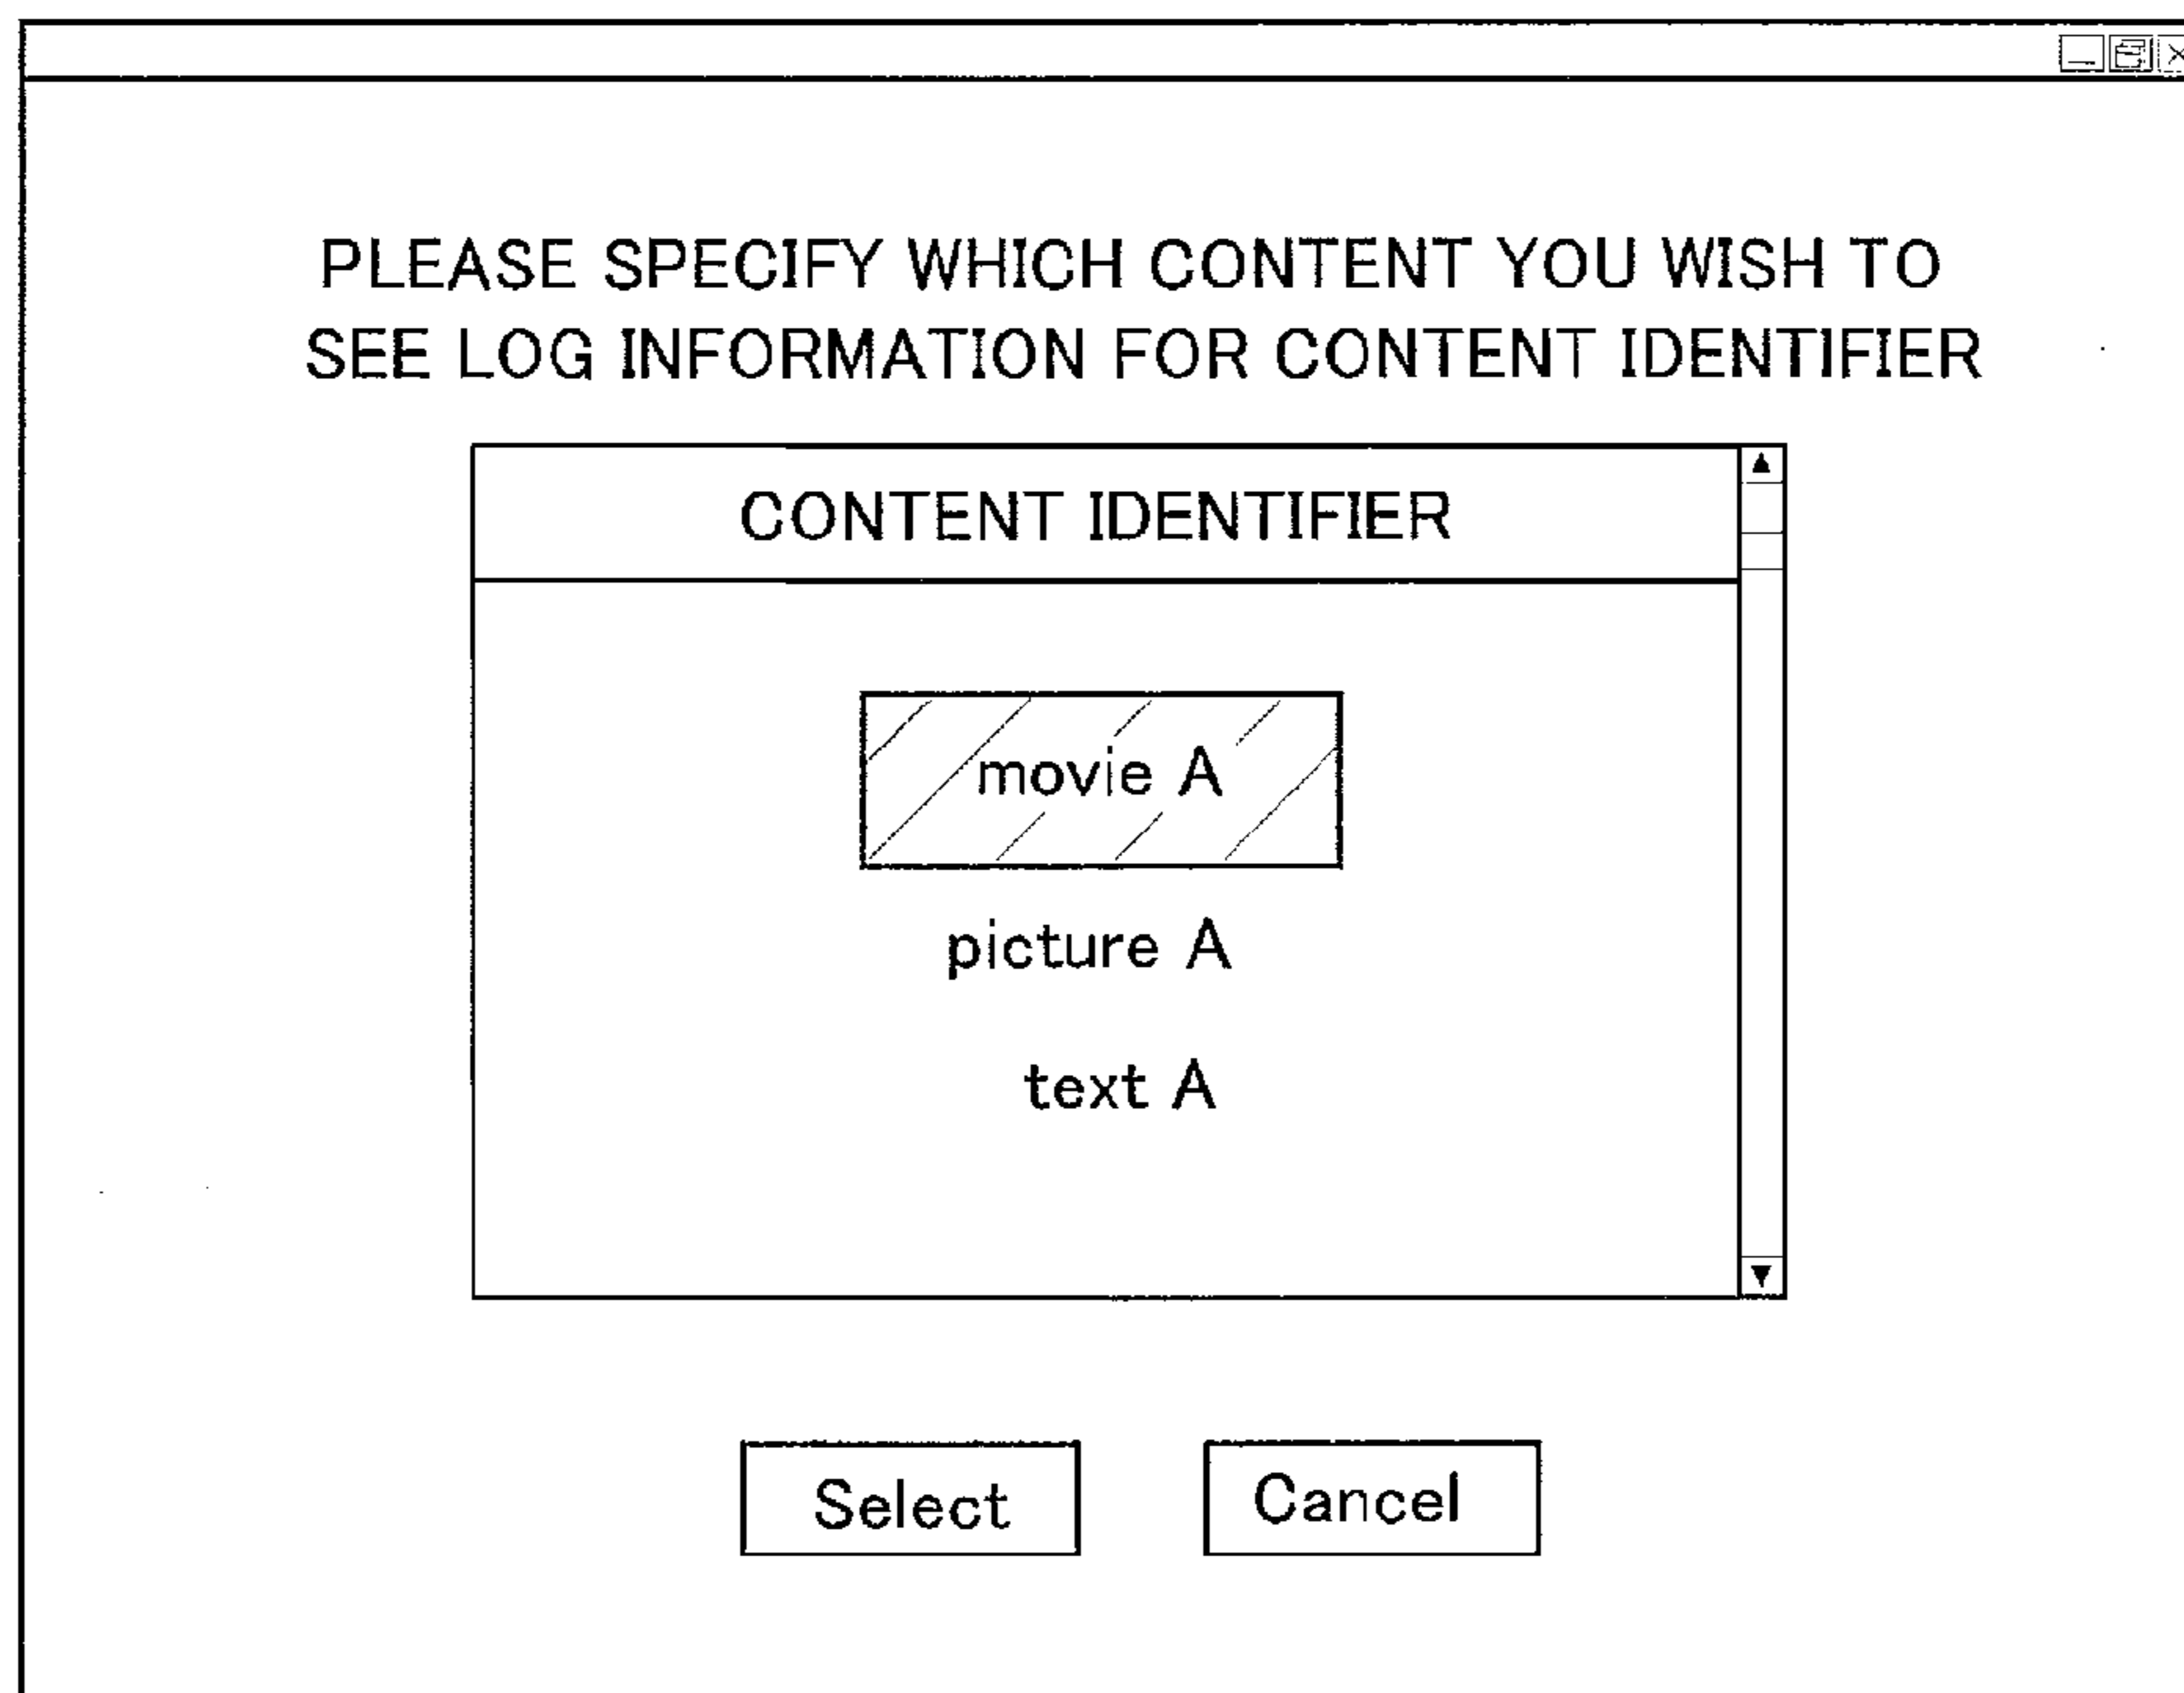 PLEASE SPECIFY WHICH CONTENT YOU WISH TO
SEE LOG INFORMATION FOR CONTENT IDENTIFIER
CONTENT IDENTIFIER
movie A
picture A
text A
Select
Cancel